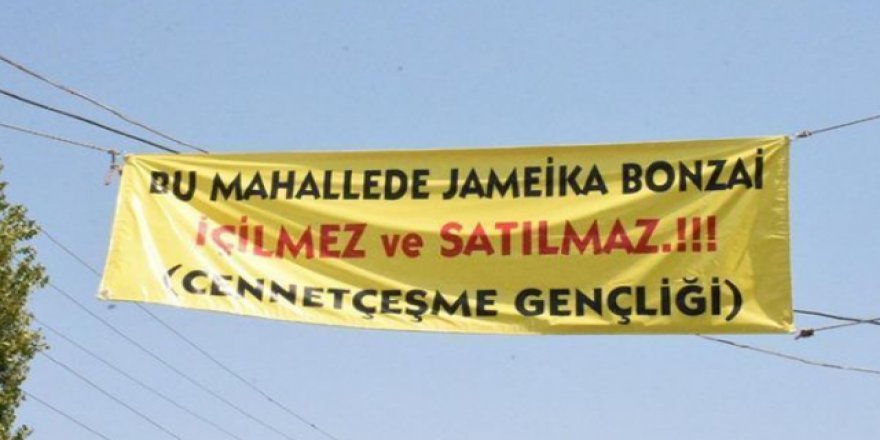 BU MAHALLEDE JAMEİKA BONZAİ
İÇİLMEZ ve SATILMAZ.!!!
(CENNETÇEŞME GENÇLİĞİ)